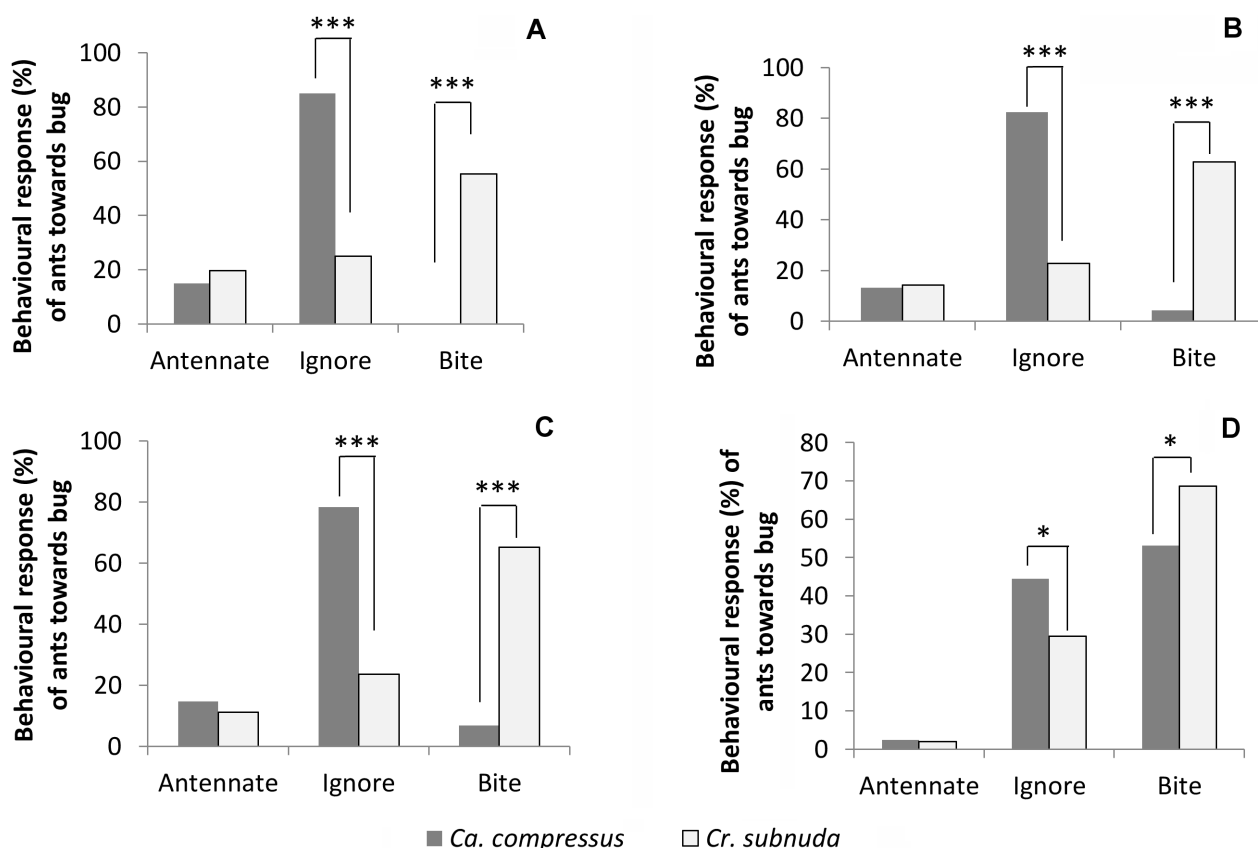 A
Behavioural response (%)
of ants towards bug
100
80
60
40
20
0
***
***
Antennate Ignore Bite
B
Behavioural response (%)
of ants towards bug
100
80
60
40
20
0
***
***
Antennate Ignore Bite
C
Behavioural response (%)
of ants towards bug
100
80
60
40
20
0
***
***
Antennate Ignore Bite
D
Behavioural response (%) of
ants towards bug
80
70
60
50
40
30
20
10
0
*
*
Antennate Ignore Bite
Ca. compressus Cr. subnuda